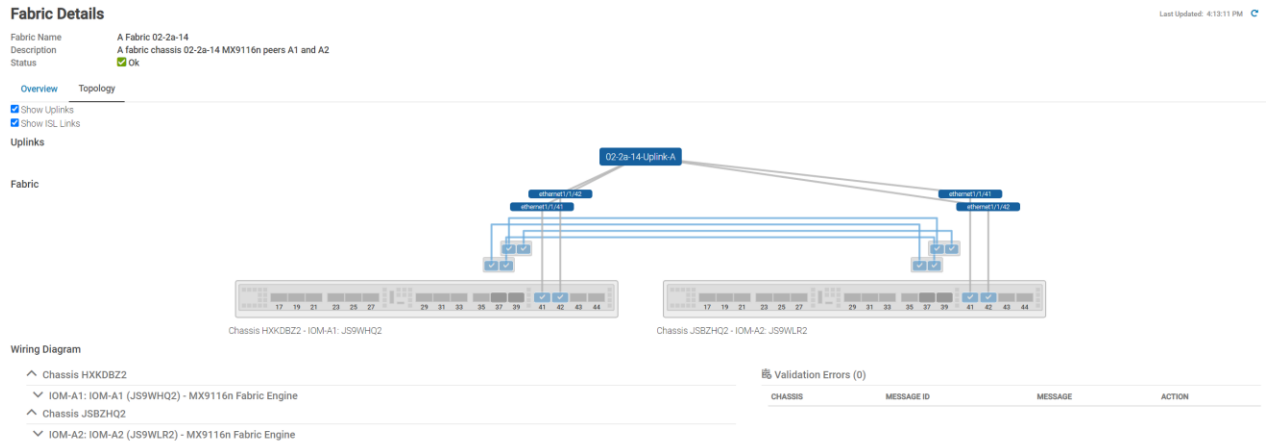 Fabric Details
Last Updated: 4:13:11 PM
Fabric Name A Fabric 02-2a-14
Description A fabric chassis 02-2a-14 MX9116n peers A1 and A2
Status Ok
Overview Topology
Show Uplinks
Show ISL Links
Uplinks
02-2a-14-Uplink-A
Fabric
ethernet1/1/42 ethernet1/1/41
ethernet1/1/41 ethernet1/1/42
17 19 21 23 25 27 29 31 33 35 37 39 41 42 43 44 17 19 21 23 25 27 29 31 33 35 37 39 41 42 43 44
Chassis HXKDBZ2 - IOM-A1: JS9WHQ2 Chassis JSBZHQ2 - IOM-A2: JS9WLR2
Wiring Diagram
Chassis HXKDBZ2 Validation Errors (0)
IOM-A1: IOM-A1 (JS9WHQ2) - MX9116n Fabric Engine CHASSIS MESSAGE ID MESSAGE ACTION
Chassis JSBZHQ2
IOM-A2: IOM-A2 (JS9WLR2) - MX9116n Fabric Engine